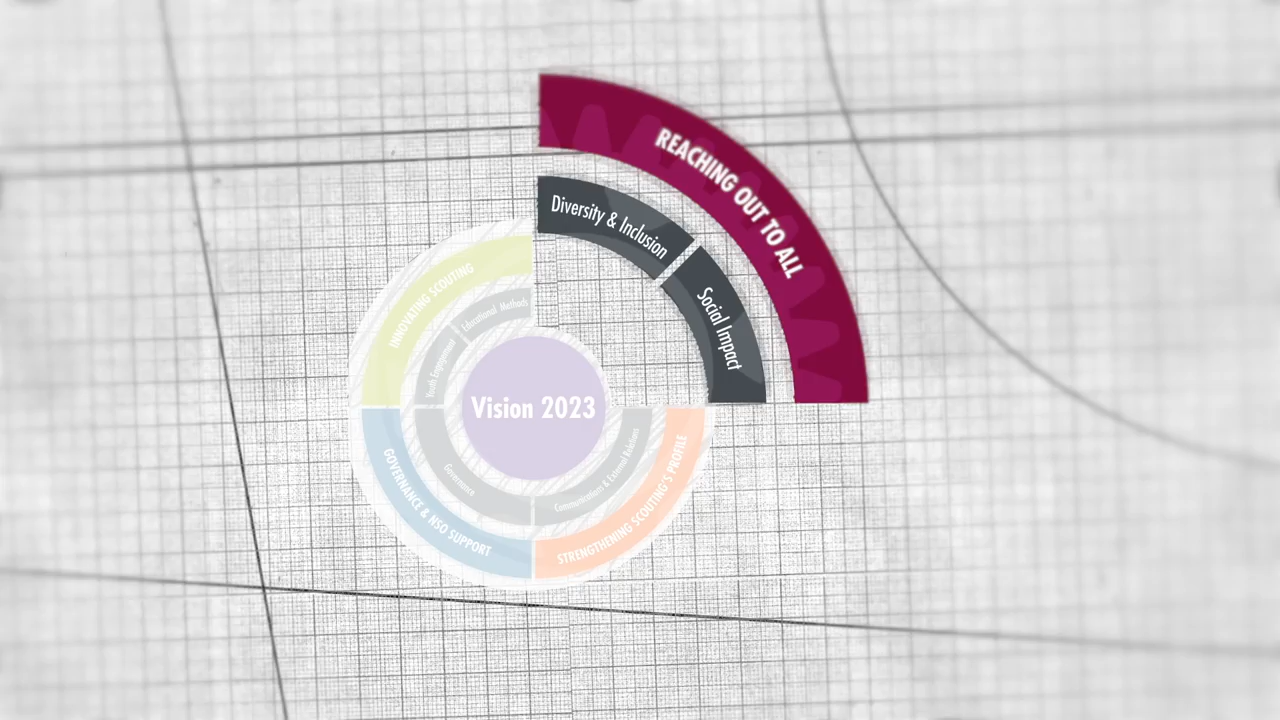 REACHING OUT TO ALL
Diversity & Inclusion
Social Impact
INNOVATING SCOUTING
Educational Methods
Youth Engagement
Vision 2023
GOVERNANCE & NSO SUPPORT
Governance
Communications & External Relations
STRENGTHENING SCOUTING'S PROFILE